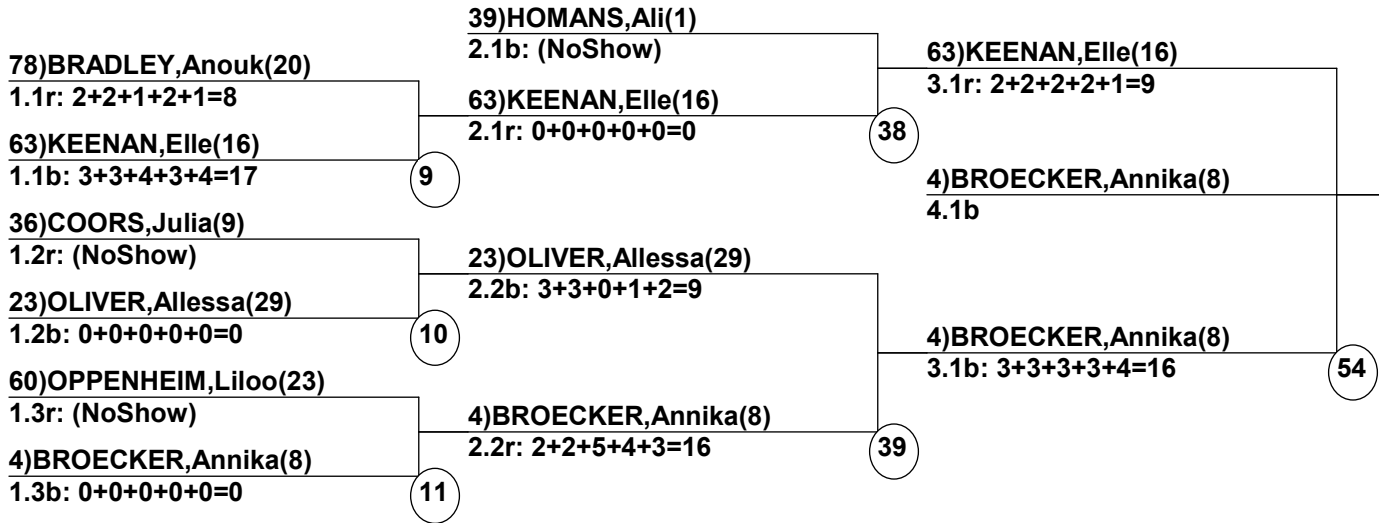 78)BRADLEY,Anouk(20)
1.1r: 2+2+1+2+1=8
63)KEENAN,Elle(16)
1.1b: 3+3+4+3+4=17
9
36)COORS,Julia(9)
1.2r: (NoShow)
23)OLIVER,Allessa(29)
1.2b: 0+0+0+0+0=0
10
60)OPPENHEIM,Liloo(23)
1.3r: (NoShow)
4)BROECKER,Annika(8)
1.3b: 0+0+0+0+0=0
11
39)HOMANS,Ali(1)
2.1b: (NoShow)
63)KEENAN,Elle(16)
2.1r: 0+0+0+0+0=0
38
23)OLIVER,Allessa(29)
2.2b: 3+3+0+1+2=9
4)BROECKER,Annika(8)
2.2r: 2+2+5+4+3=16
39
63)KEENAN,Elle(16)
3.1r: 2+2+2+2+1=9
4)BROECKER,Annika(8)
4.1b
4)BROECKER,Annika(8)
3.1b: 3+3+3+3+4=16
54